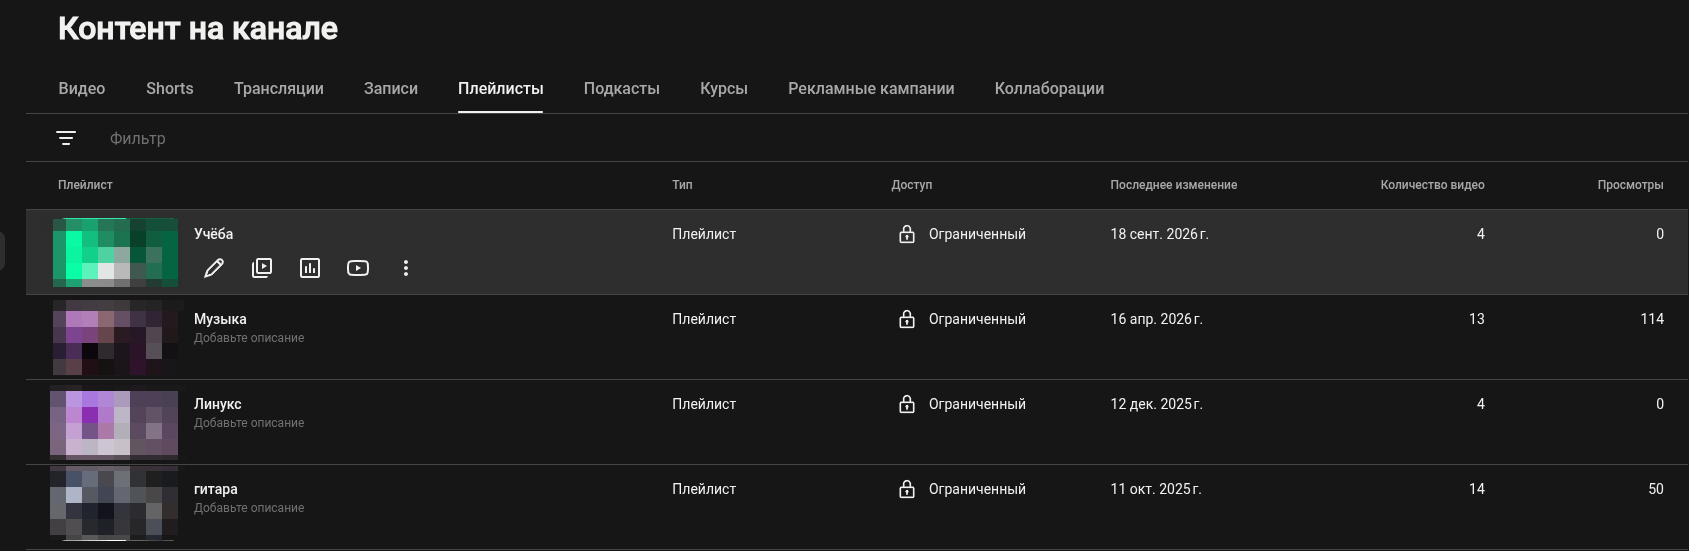 Контент на канале
Видео Shorts Трансляции Записи Плейлисты Подкасты Курсы Рекламные кампании Коллаборации
Фильтр
Плейлист Тип Доступ Последнее изменение Количество видео Просмотры
Учёба Плейлист Ограниченный 18 сент. 2026 г. 4 0
Музыка Плейлист Ограниченный 16 апр. 2026 г. 13 114
Добавьте описание
Линукс Плейлист Ограниченный 12 дек. 2025 г. 4 0
Добавьте описание
гитара Плейлист Ограниченный 11 окт. 2025 г. 14 50
Добавьте описание